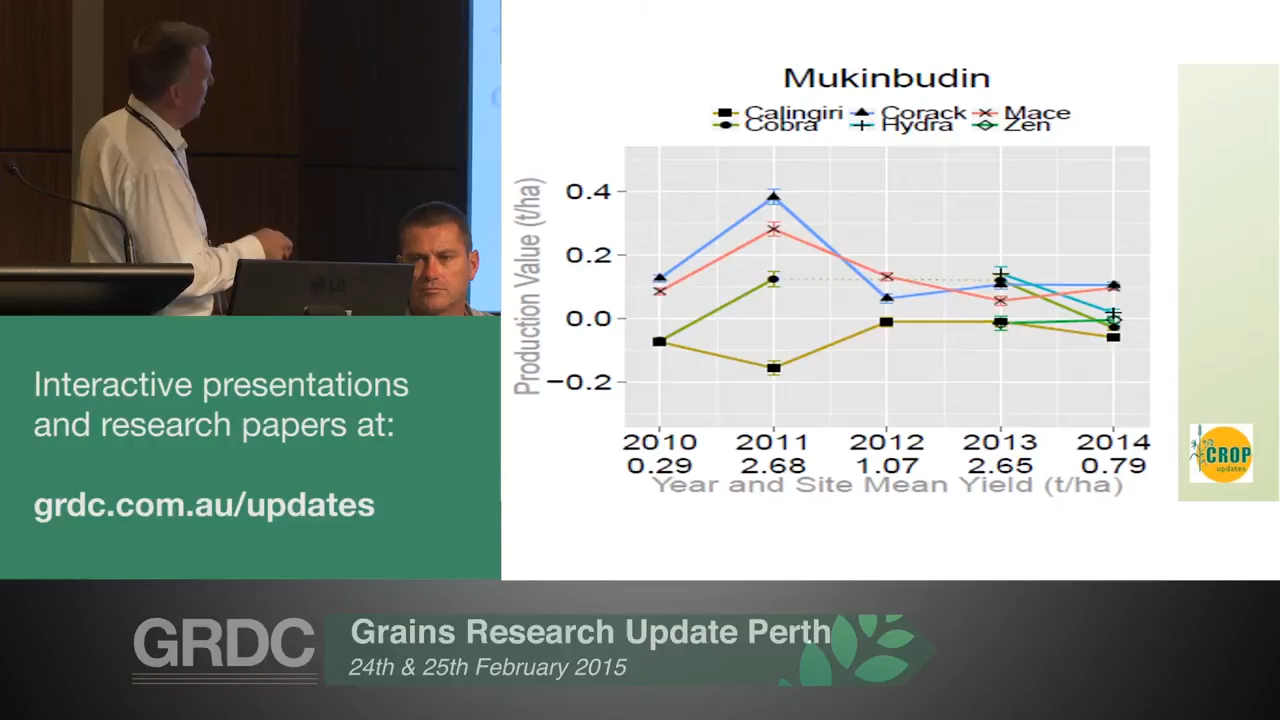 Interactive presentations
and research papers at:
grdc.com.au/updates
Mukinbudin
Calingiri Corack Mace
Cobra Hydra Zen
Production Value (t/ha)
0.4
0.2
0.0
−0.2
2010 2011 2012 2013 2014
0.29 2.68 1.07 2.65 0.79
Year and Site Mean Yield (t/ha)
CROP
updates
LG
GRDC
Grains Research Update Perth
24th & 25th February 2015